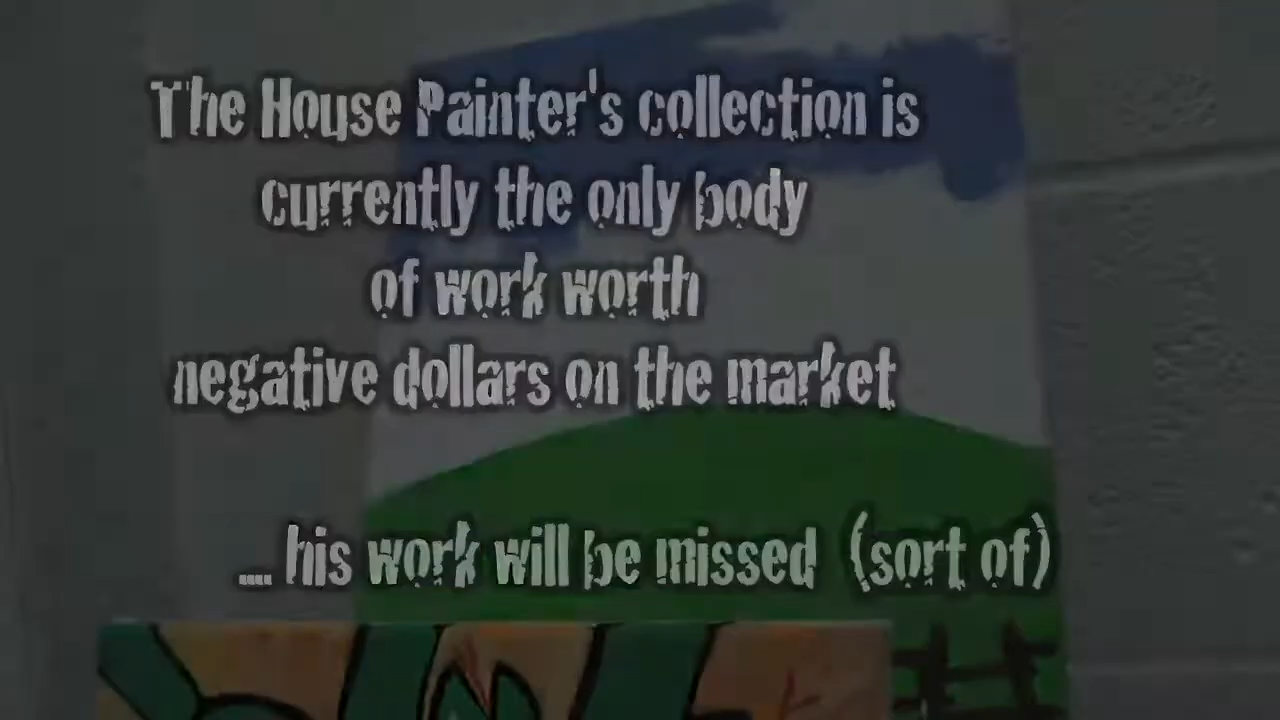 The House Painter's collection is
currently the only body
of work worth
negative dollars on the market
.... his work will be missed (sort of)